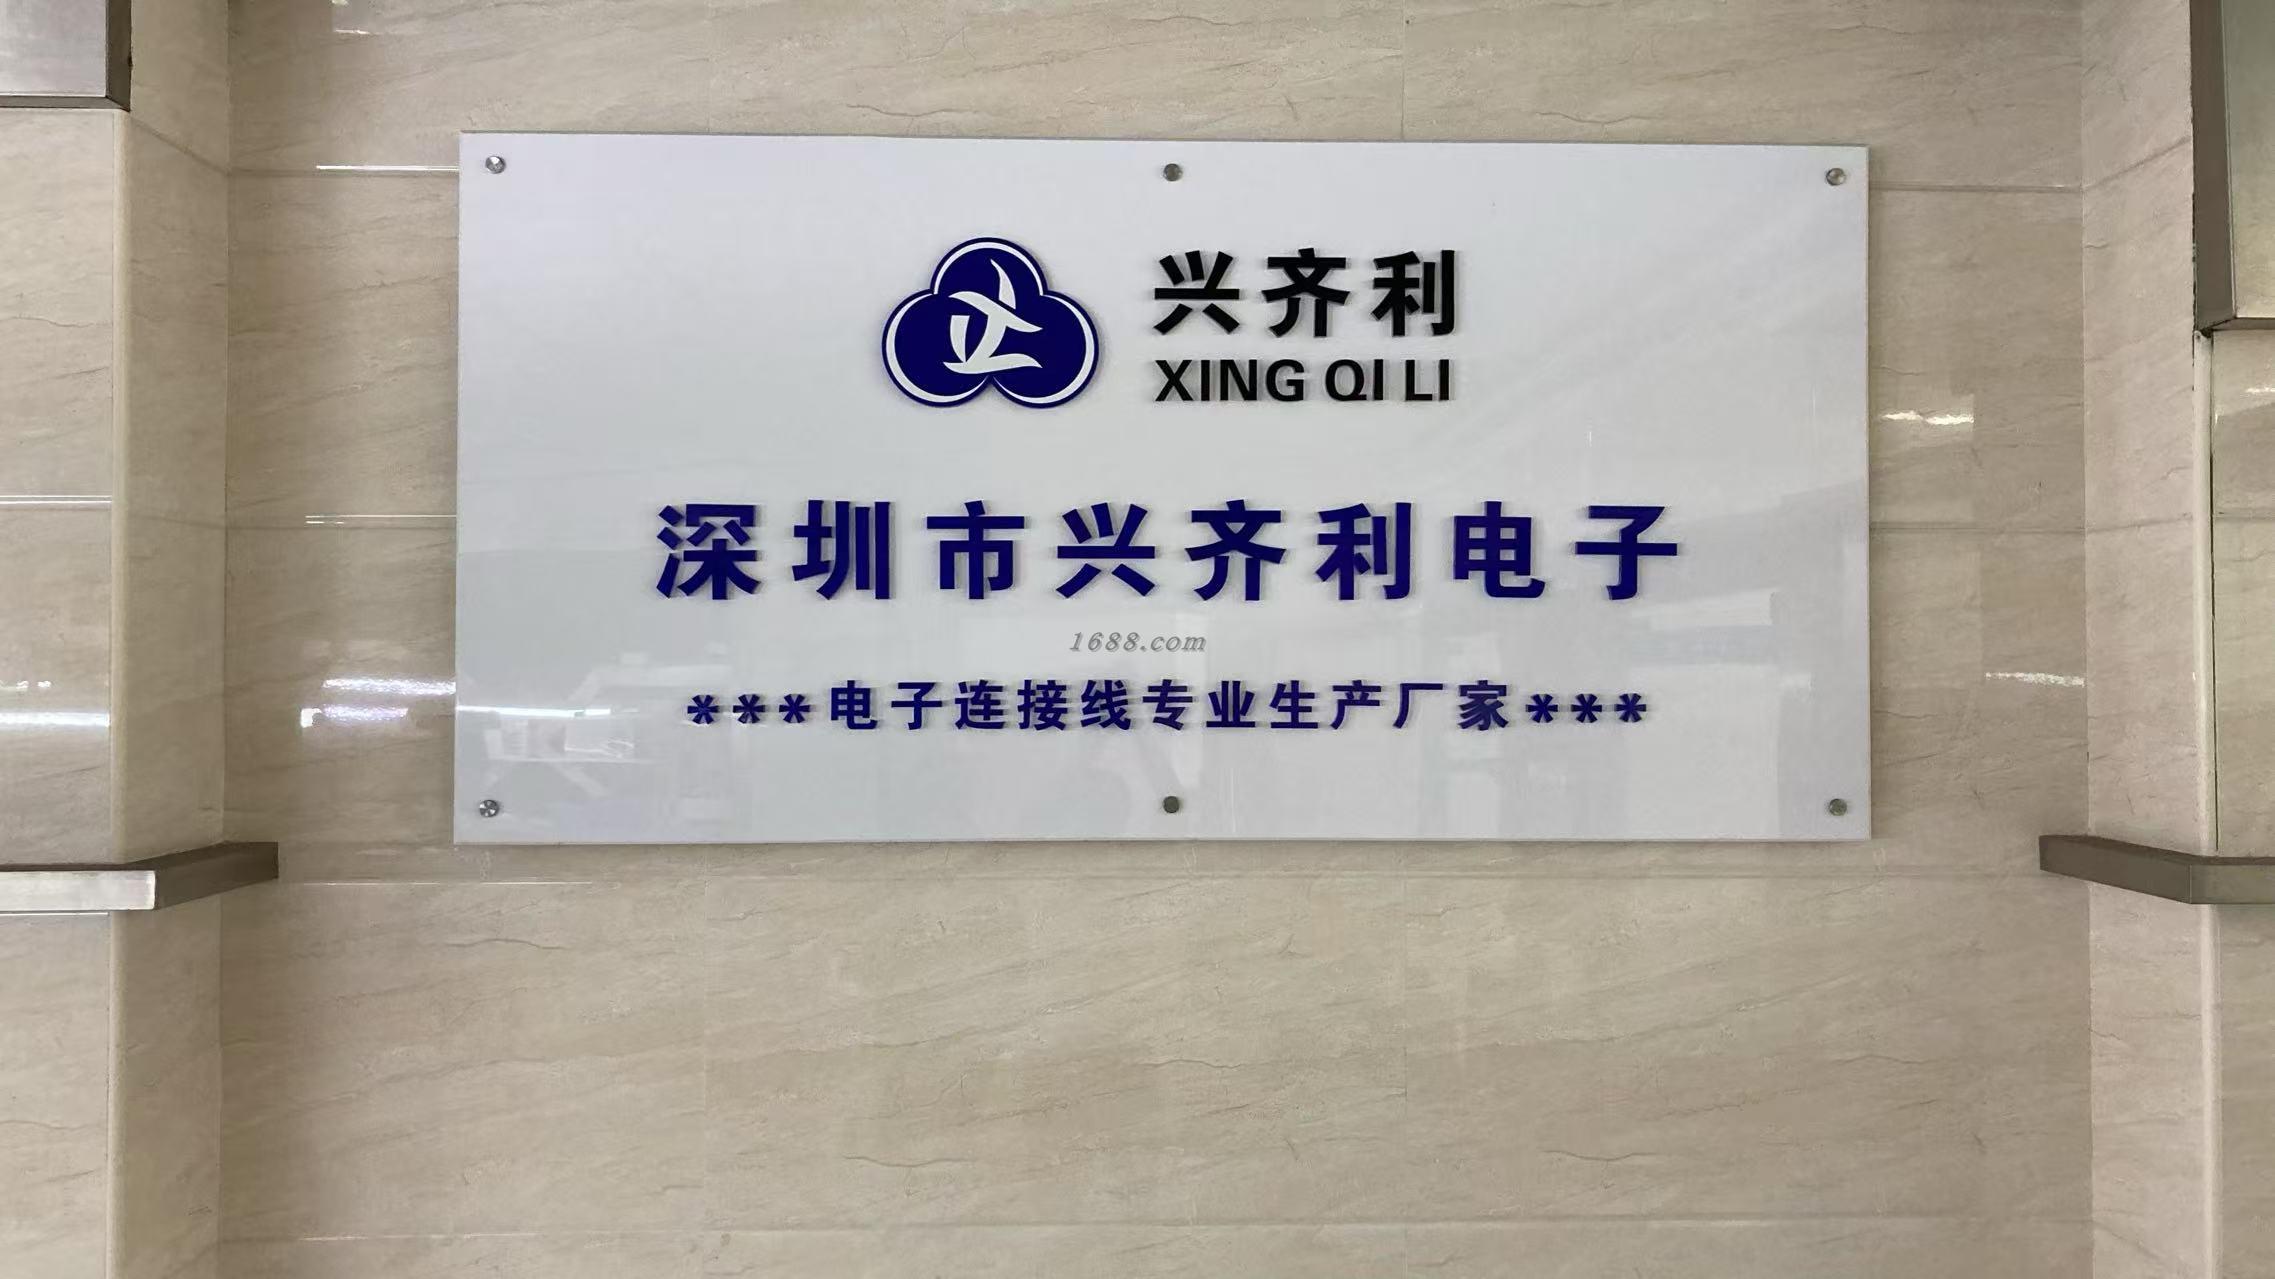 兴齐利
XING QI LI
深圳市兴齐利电子
1688.com
***电子连接线专业生产厂家***